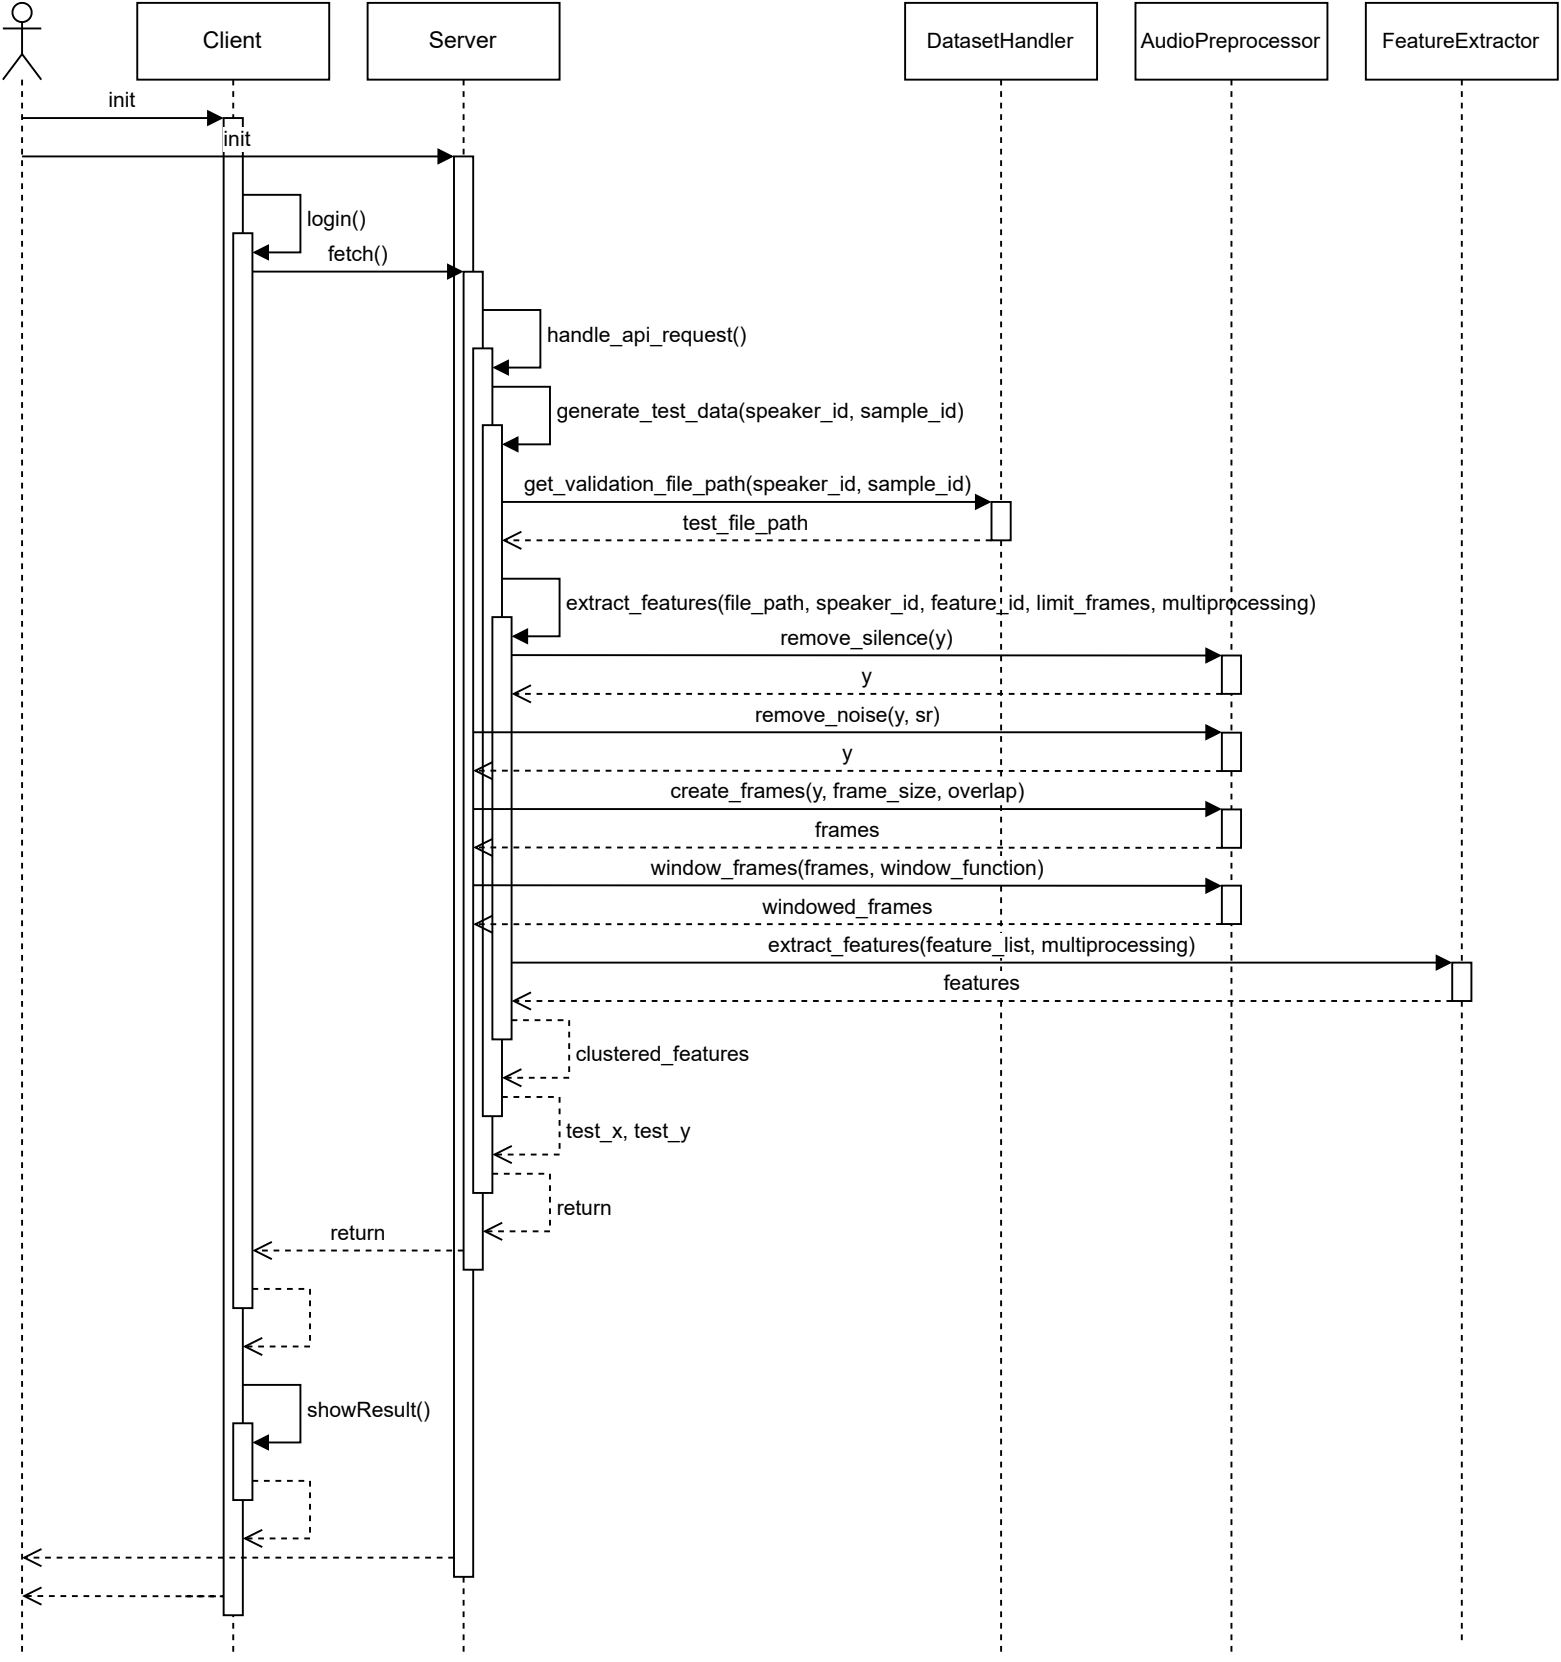 Client
Server
DatasetHandler
AudioPreprocessor
FeatureExtractor
init
init
login()
fetch()
handle_api_request()
generate_test_data(speaker_id, sample_id)
get_validation_file_path(speaker_id, sample_id)
test_file_path
extract_features(file_path, speaker_id, feature_id, limit_frames, multiprocessing)
remove_silence(y)
y
remove_noise(y, sr)
y
create_frames(y, frame_size, overlap)
frames
window_frames(frames, window_function)
windowed_frames
extract_features(feature_list, multiprocessing)
features
clustered_features
test_x, test_y
return
return
showResult()